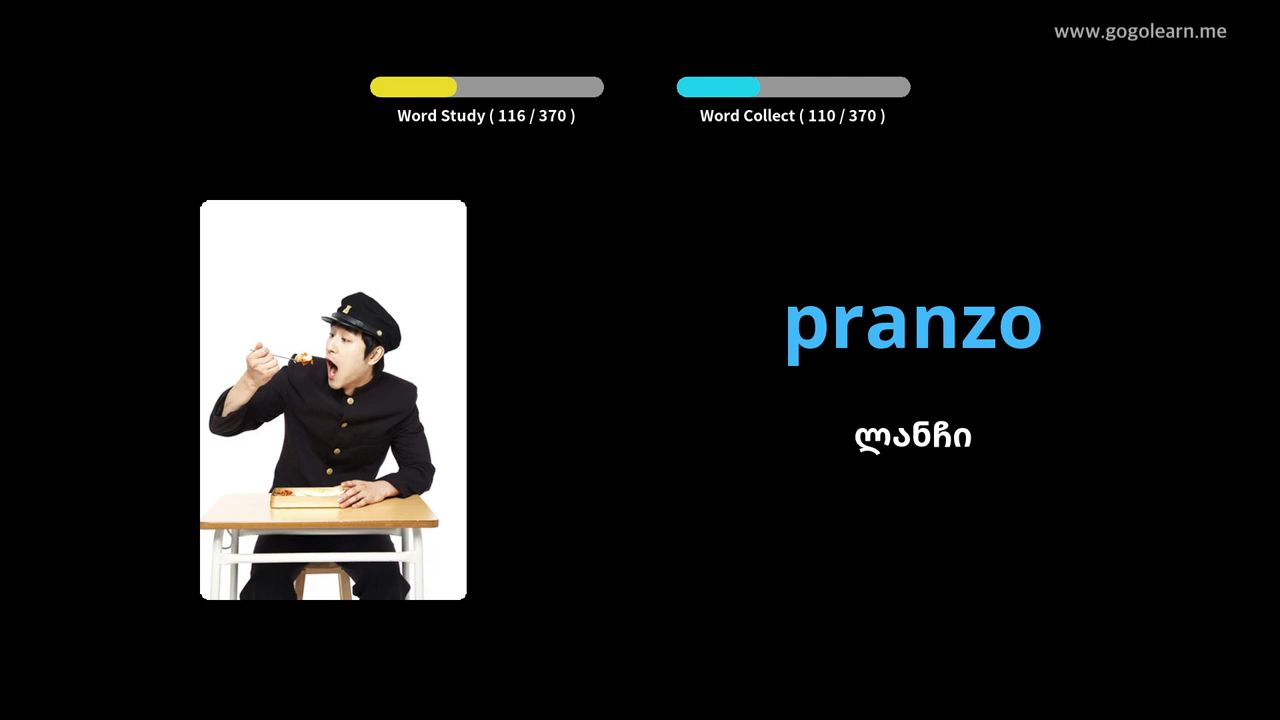 www.gogolearn.me
Word Study ( 116 / 370 )
Word Collect ( 110 / 370 )
pranzo
ლანჩი